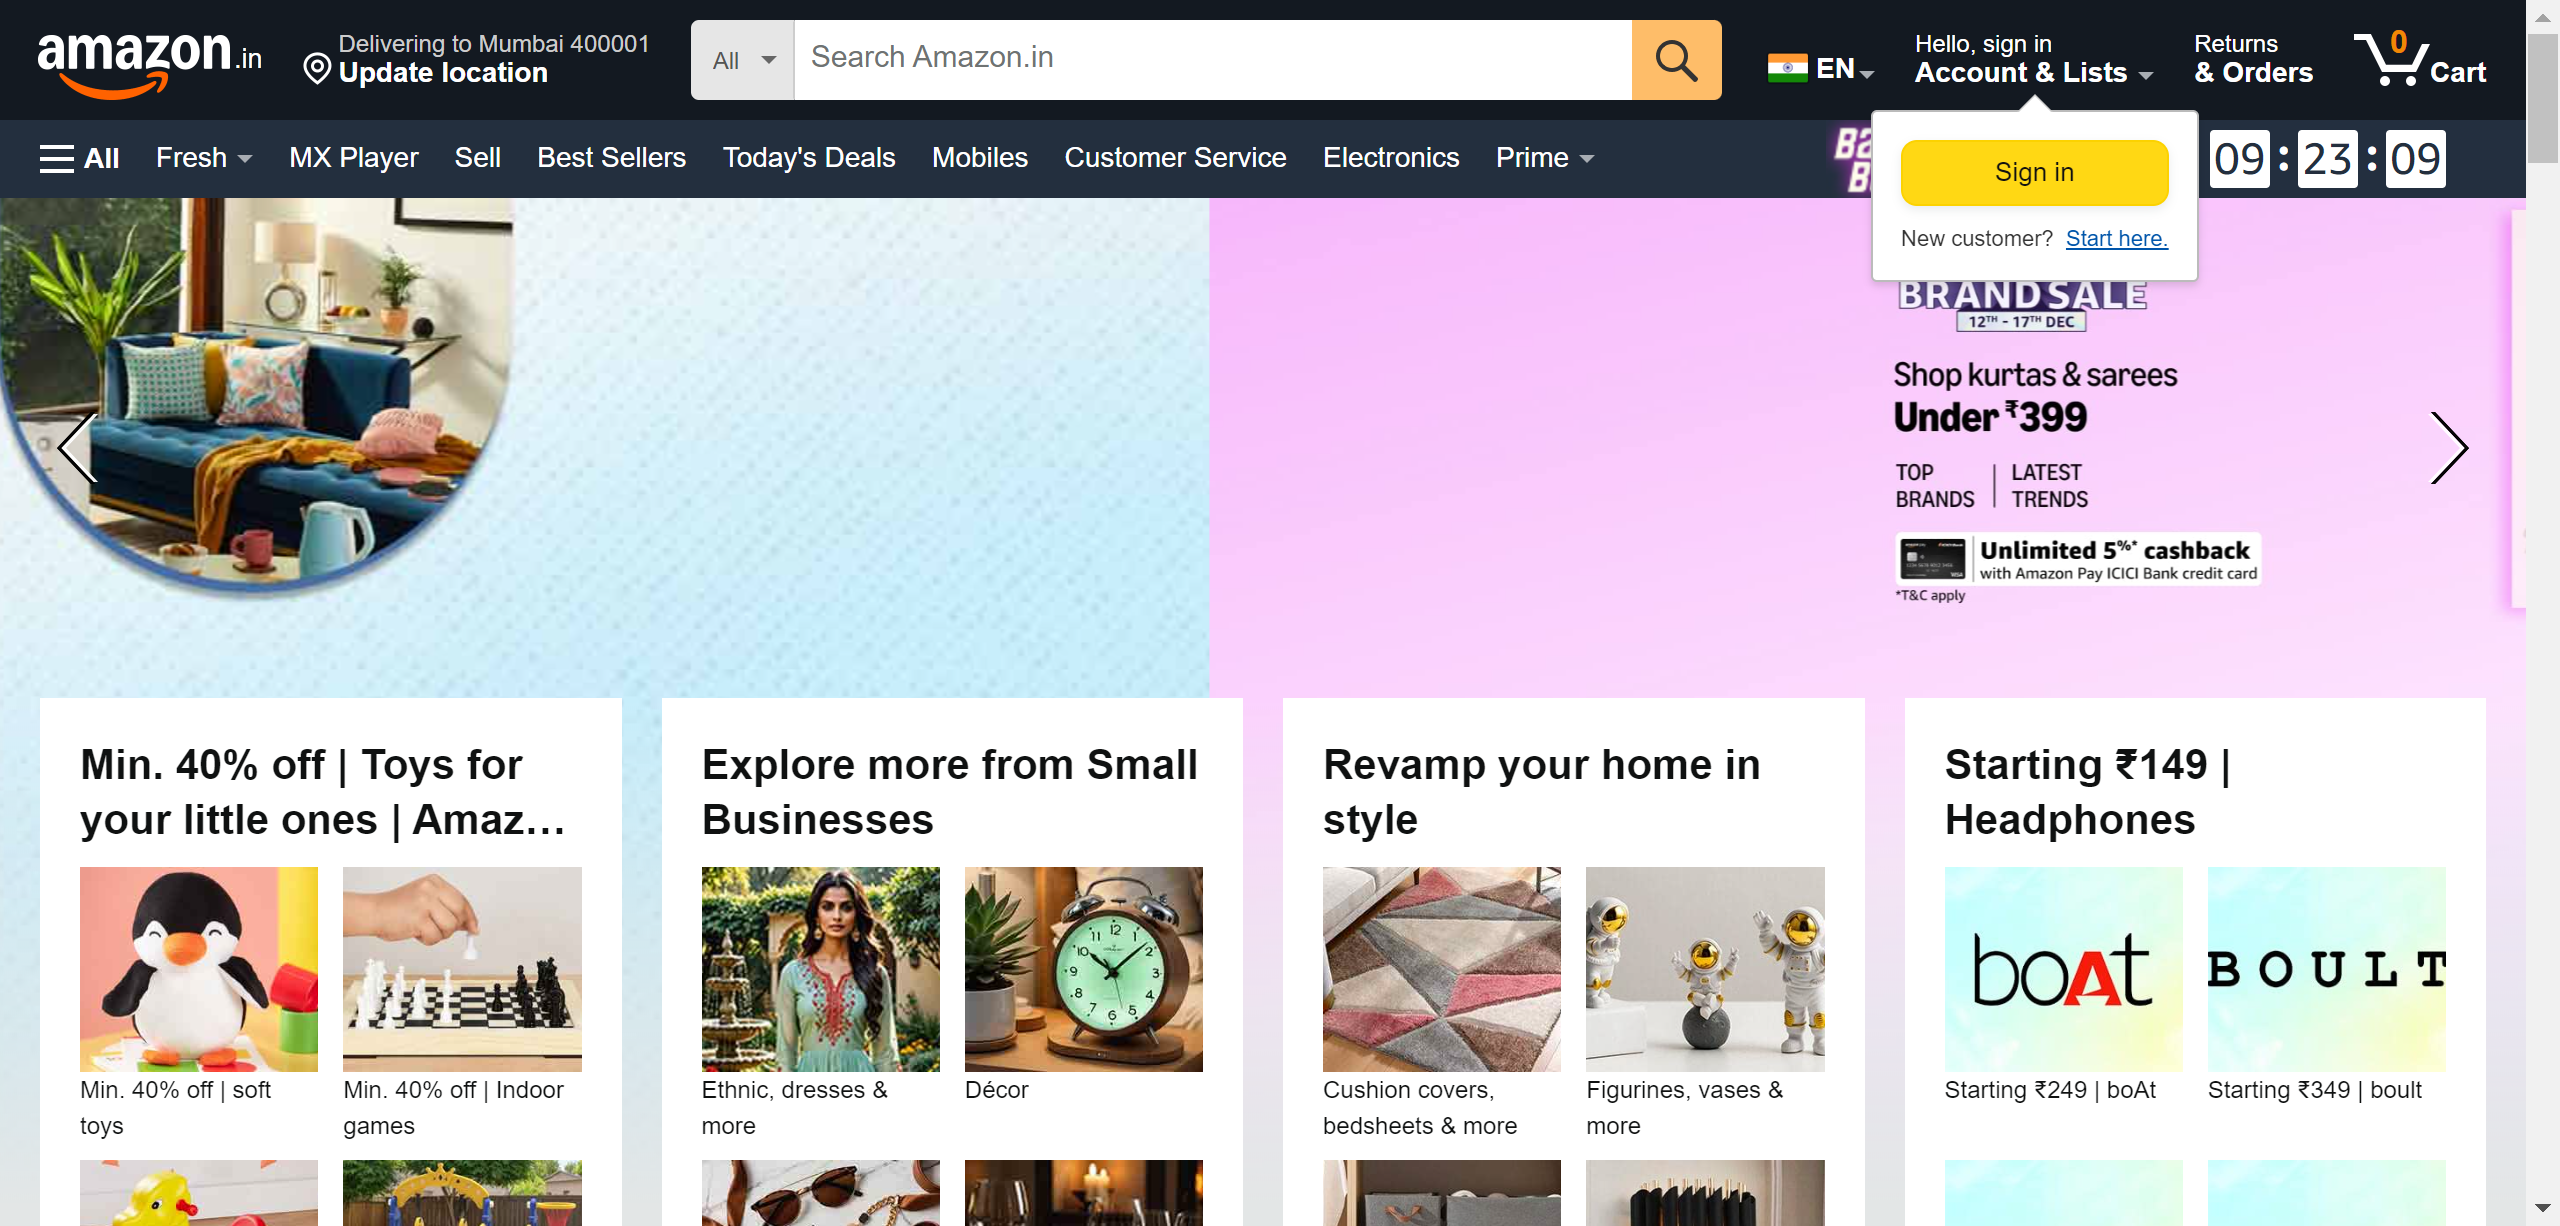 amazon.in
Delivering to Mumbai 400001
Update location
All
Search Amazon.in
EN
Hello, sign in
Account & Lists
Returns
& Orders
0
Cart
All
Fresh
MX Player
Sell
Best Sellers
Today's Deals
Mobiles
Customer Service
Electronics
Prime
09 : 23 : 09
Sign in
New customer? Start here.
BRAND SALE
12TH - 17TH DEC
Shop kurtas & sarees
Under ₹399
TOP BRANDS | LATEST TRENDS
Unlimited 5%* cashback
with Amazon Pay ICICI Bank credit card
*T&C apply
Min. 40% off | Toys for
your little ones | Amaz…
Explore more from Small
Businesses
Revamp your home in
style
Starting ₹149 |
Headphones
boAt
BOULT
Min. 40% off | soft
toys
Min. 40% off | Indoor
games
Ethnic, dresses &
more
Décor
Cushion covers,
bedsheets & more
Figurines, vases &
more
Starting ₹249 | boAt
Starting ₹349 | boult